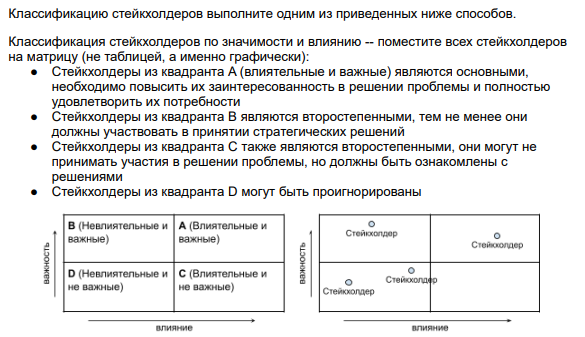 Классификацию стейкхолдеров выполните одним из приведенных ниже способов.
Классификация стейкхолдеров по значимости и влиянию -- поместите всех стейкхолдеров
на матрицу (не таблицей, а именно графически):
● Стейкхолдеры из квадранта A (влиятельные и важные) являются основными,
необходимо повысить их заинтересованность в решении проблемы и полностью
удовлетворить их потребности
● Стейкхолдеры из квадранта B являются второстепенными, тем не менее они
должны участвовать в принятии стратегических решений
● Стейкхолдеры из квадранта C также являются второстепенными, они могут не
принимать участия в решении проблемы, но должны быть ознакомлены с
решениями
● Стейкхолдеры из квадранта D могут быть проигнорированы
важность
B (Невлиятельные и
важные)
A (Влиятельные и
важные)
D (Невлиятельные и
не важные)
C (Влиятельные и
не важные)
влияние
важность
Стейкхолдер
Стейкхолдер
Стейкхолдер
Стейкхолдер
влияние